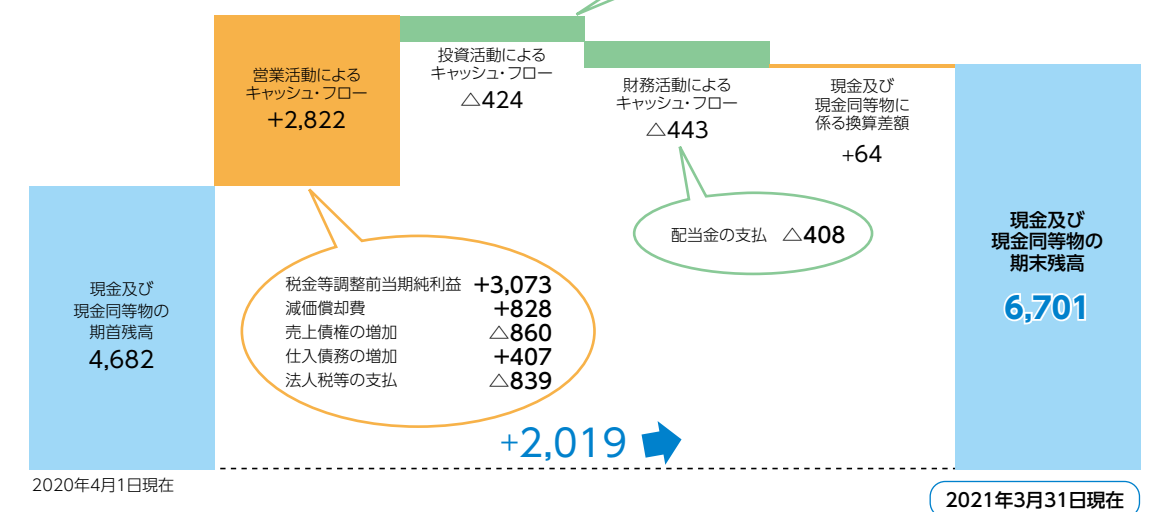 営業活動による
キャッシュ・フロー
+2,822
投資活動による
キャッシュ・フロー
△424
財務活動による
キャッシュ・フロー
△443
現金及び
現金同等物に
係る換算差額
+64
配当金の支払 △408
現金及び
現金同等物の
期首残高
4,682
税金等調整前当期純利益 +3,073
減価償却費 +828
売上債権の増加 △860
仕入債務の増加 +407
法人税等の支払 △839
現金及び
現金同等物の
期末残高
6,701
+2,019
2020年4月1日現在
2021年3月31日現在